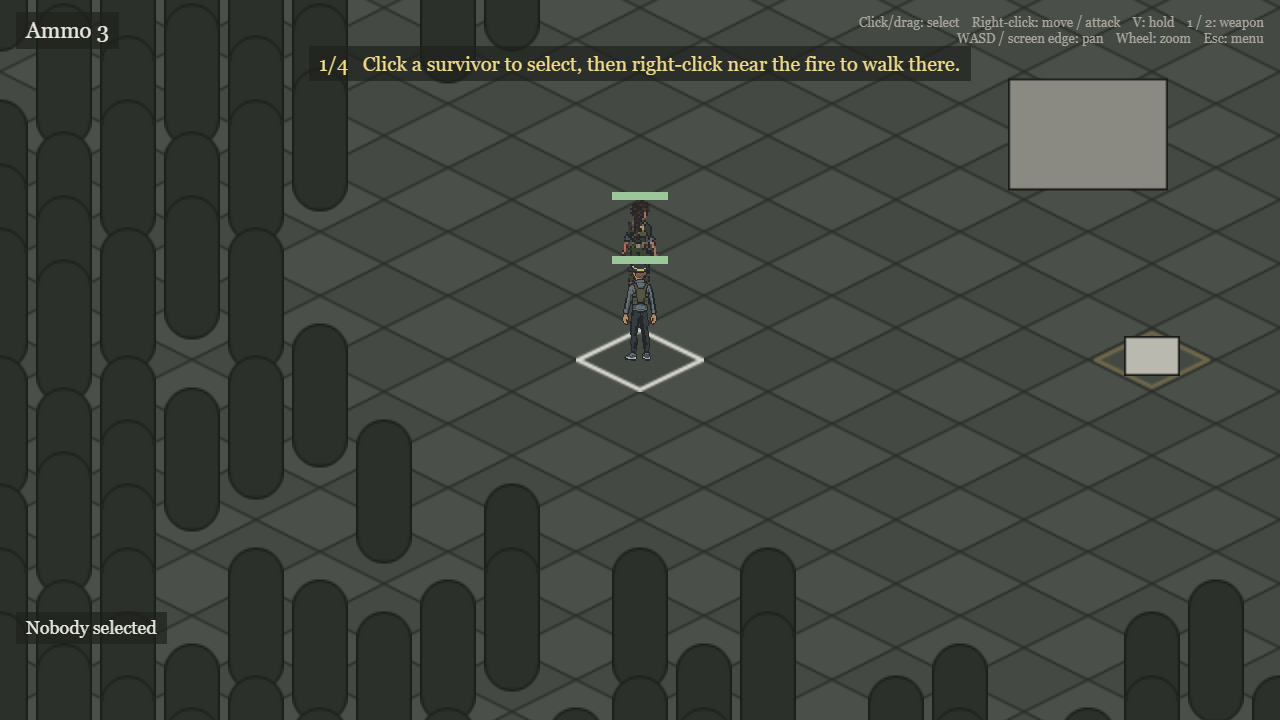 Ammo 3
Click/drag: select Right-click: move / attack V: hold 1 / 2: weapon
WASD / screen edge: pan Wheel: zoom Esc: menu
1/4 Click a survivor to select, then right-click near the fire to walk there.
Nobody selected